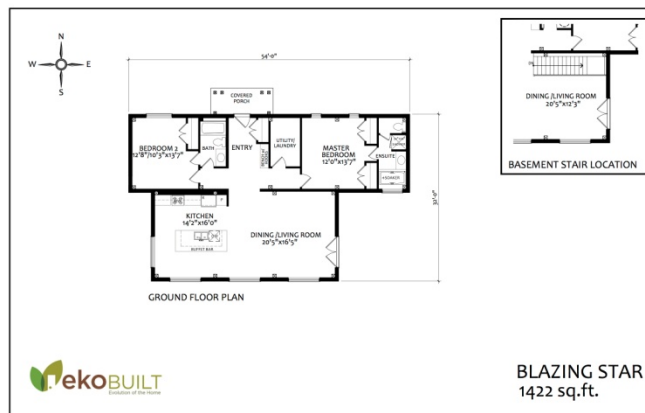 N
W E
S
54'-0"
COVERED
PORCH
BEDROOM 2
12'8"/10'3"x13'7"
BATH
ENTRY
UTILITY/
LAUNDRY
MASTER
BEDROOM
12'0"x13'7"
ENSUITE
KITCHEN
14'2"x16'0"
DINING /LIVING ROOM
20'5"x16'5"
BUFFET BAR
32'-0"
GROUND FLOOR PLAN
DINING /LIVING ROOM
20'5"x12'3"
BASEMENT STAIR LOCATION
ekoBUILT
Evolution of the Home
BLAZING STAR
1422 sq.ft.